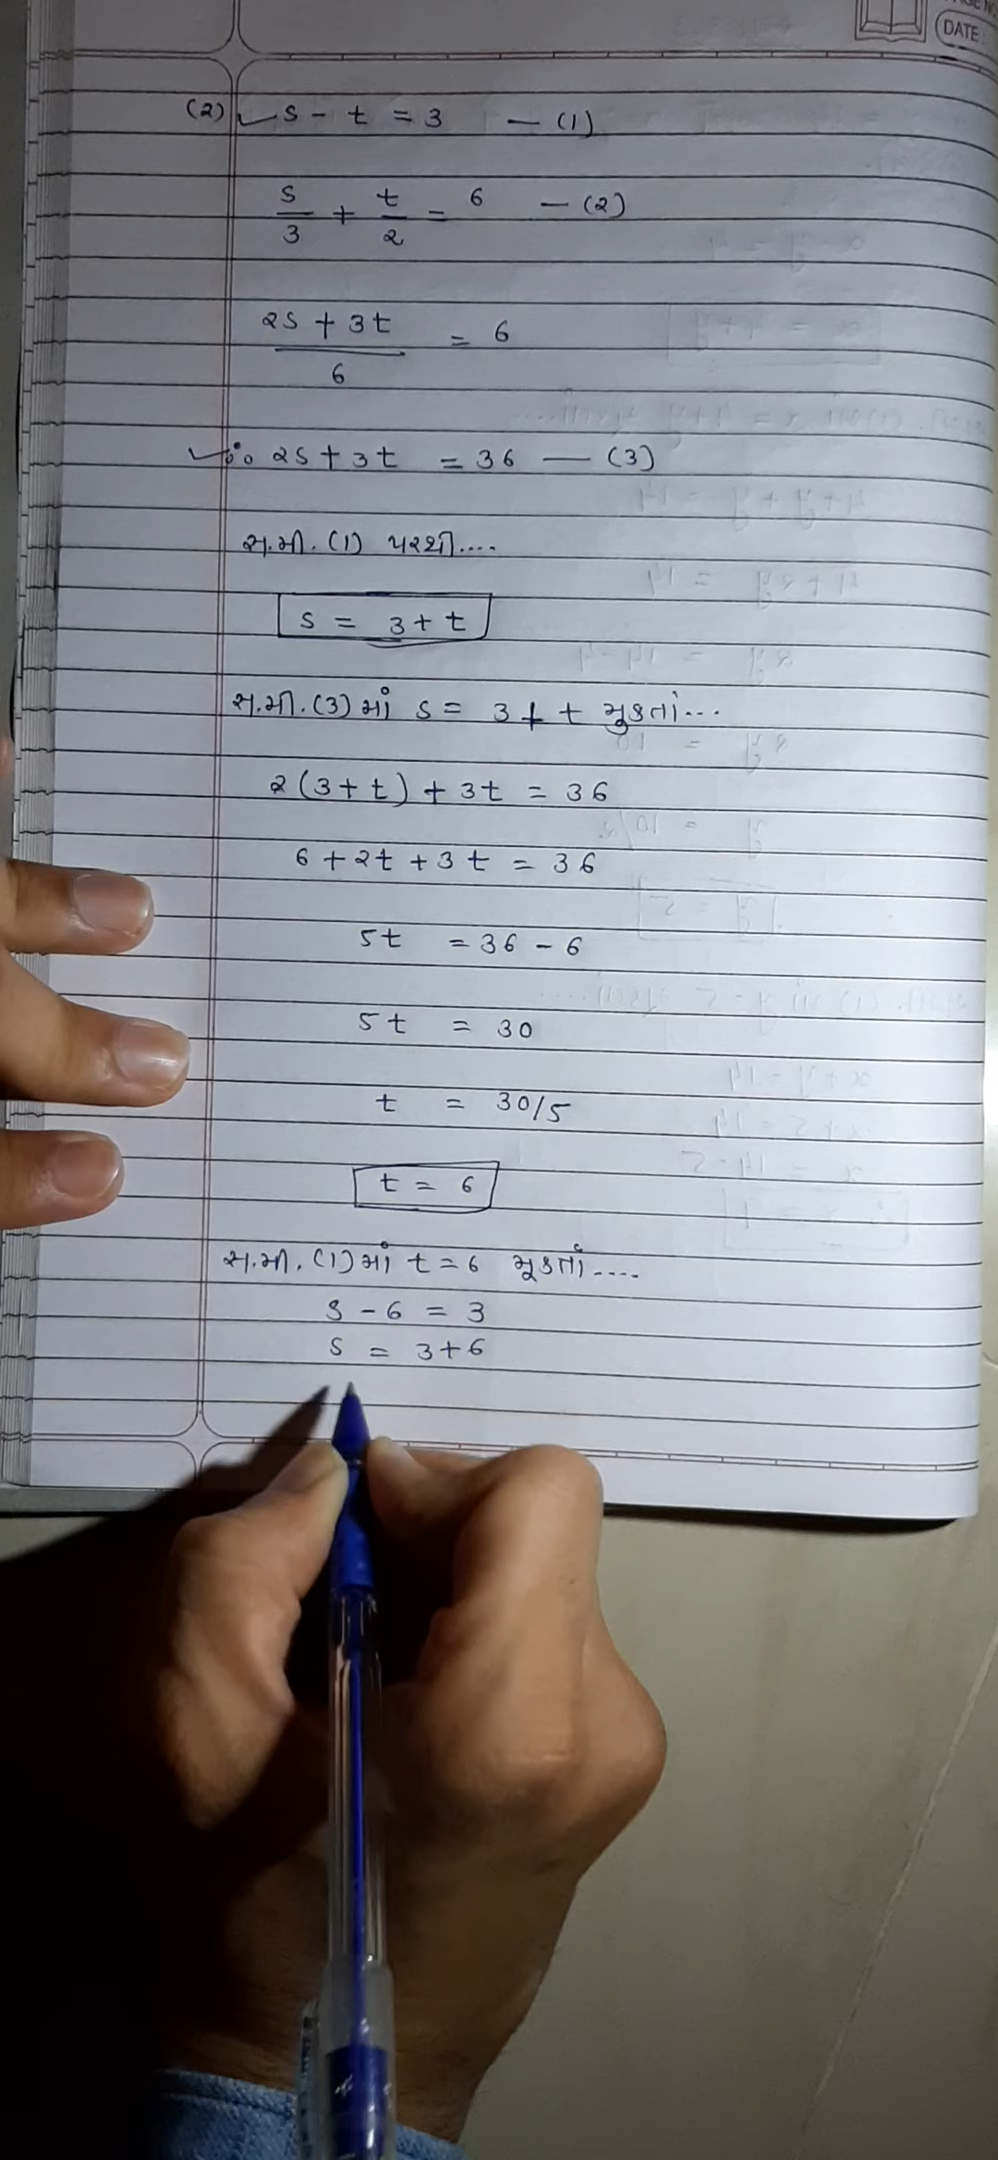 DATE:
(2) s - t = 3 — (1)
s/3 + t/2 = 6 — (2)
2s + 3t / 6 = 6
∴ 2s + 3t = 36 — (3)
સ.મી. (1) પરથી....
s = 3 + t
સ.મી. (3) માં s = 3 + t મુકતાં...
2 (3 + t) + 3t = 36
6 + 2t + 3t = 36
5t = 36 - 6
5t = 30
t = 30/5
t = 6
સ.મી. (1) માં t = 6 મૂકતાં....
s - 6 = 3
s = 3 + 6